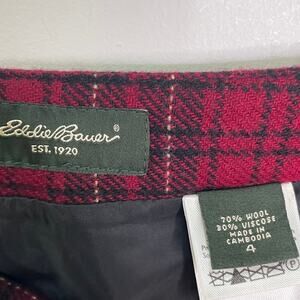 Eddie Bauer®
EST. 1920
70% WOOL
30% VISCOSE
MADE IN
CAMBODIA
4
P